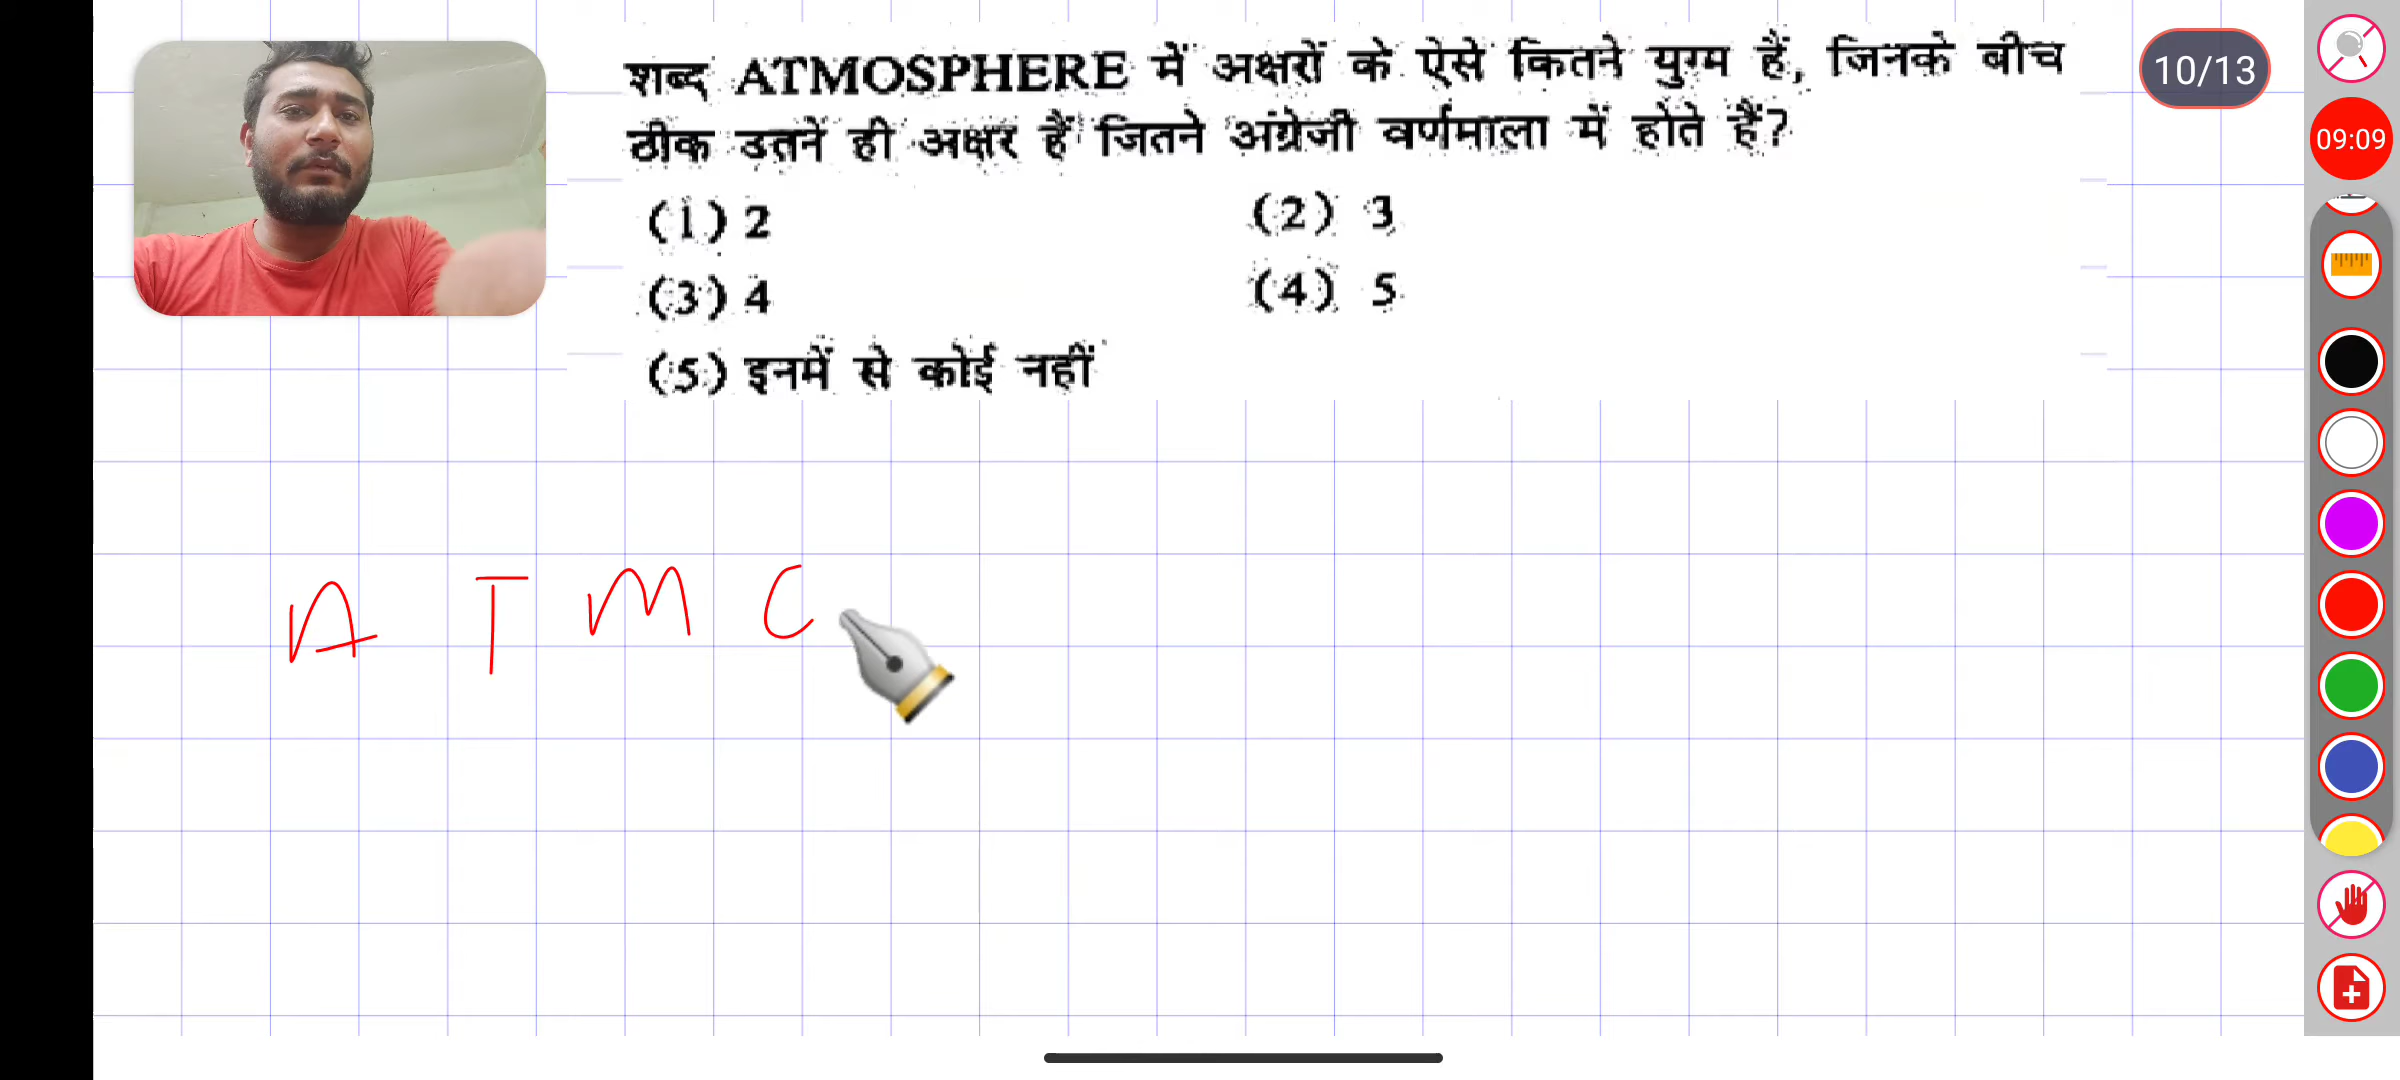 शब्द ATMOSPHERE में अक्षरों के ऐसे कितने युग्म हैं, जिनके बीच
ठीक उतने ही अक्षर हैं जितने अंग्रेजी वर्णमाला में होते हैं?
(1) 2 (2) 3
(3) 4 (4) 5
(5) इनमें से कोई नहीं
10/13
09:09
A T M C